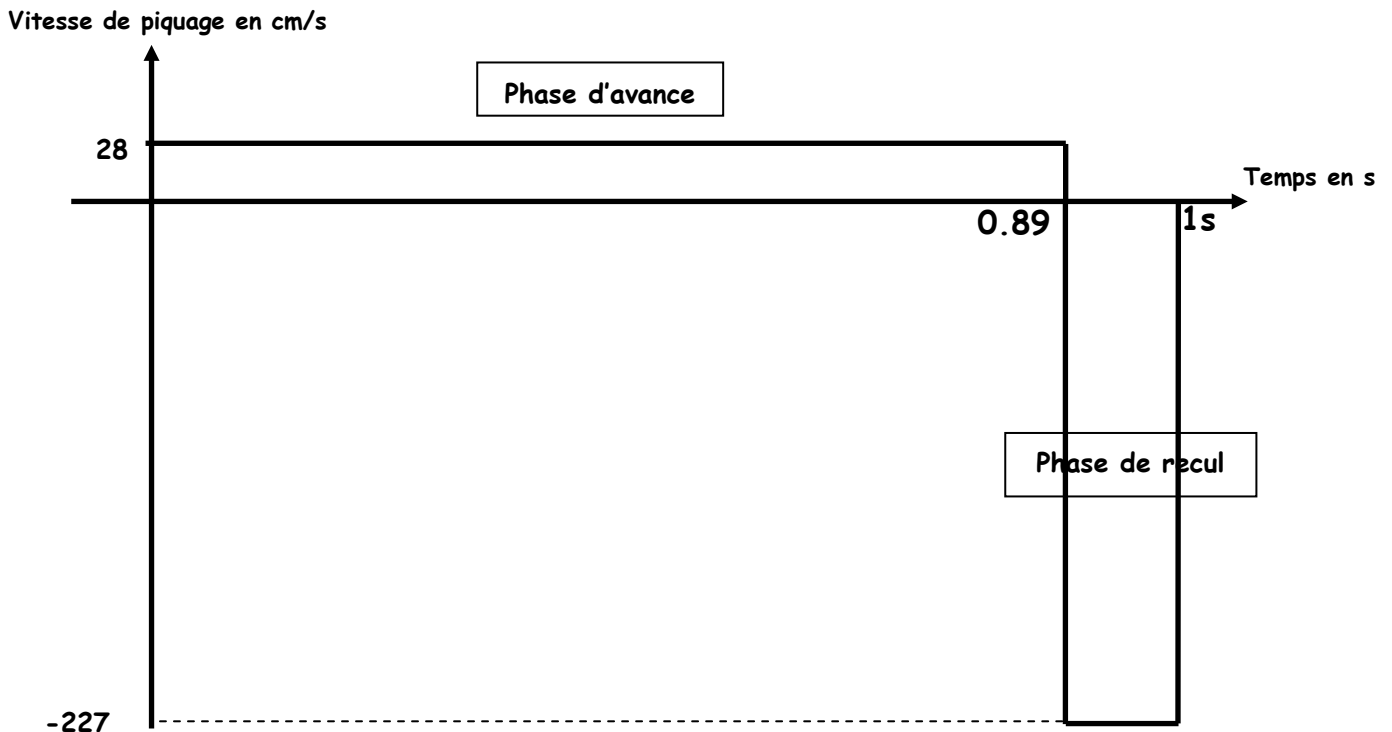 Vitesse de piquage en cm/s
Phase d'avance
28
Temps en s
0.89
1s
Phase de recul
-227